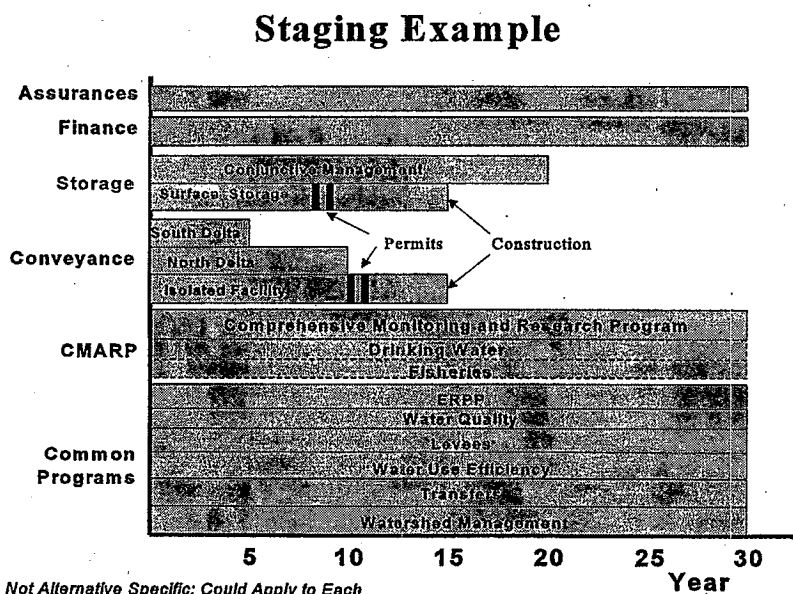 Staging Example
Assurances
Finance
Storage
Conjunctive Management
Surface Storage
South Delta
Conveyance
North Delta
Isolated Facility
Permits
Construction
CMARP
Comprehensive Monitoring and Research Program
Drinking Water
Fisheries
Common
Programs
ERPP
Water Quality
Levees
Water Use Efficiency
Transfers
Watershed Management
5 10 15 20 25 30
Year
Not Alternative Specific: Could Apply to Each